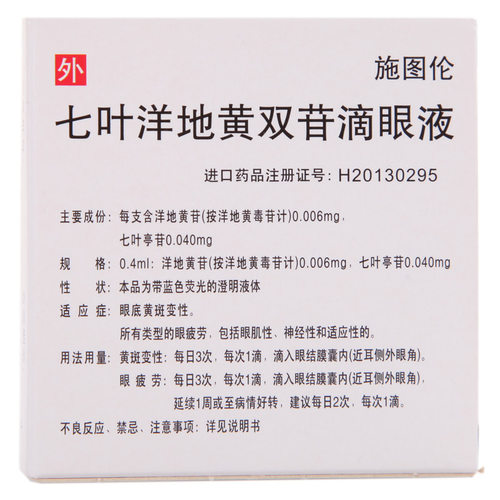 外
施图伦
七叶洋地黄双苷滴眼液
进口药品注册证号：H20130295
主要成份：每支含洋地黄苷(按洋地黄毒苷计)0.006mg，
七叶亭苷0.040mg
规 格：0.4ml：洋地黄苷(按洋地黄毒苷计)0.006mg，七叶亭苷0.040mg
性 状：本品为带蓝色荧光的澄明液体
适 应 症：眼底黄斑变性。
所有类型的眼疲劳，包括眼肌性、神经性和适应性的。
用法用量：黄斑变性：每日3次，每次1滴，滴入眼结膜囊内(近耳侧外眼角)。
眼 疲 劳：每日3次，每次1滴，滴入眼结膜囊内(近耳侧外眼角)，
延续1周或至病情好转，建议每日2次，每次1滴。
不良反应、禁忌、注意事项：详见说明书